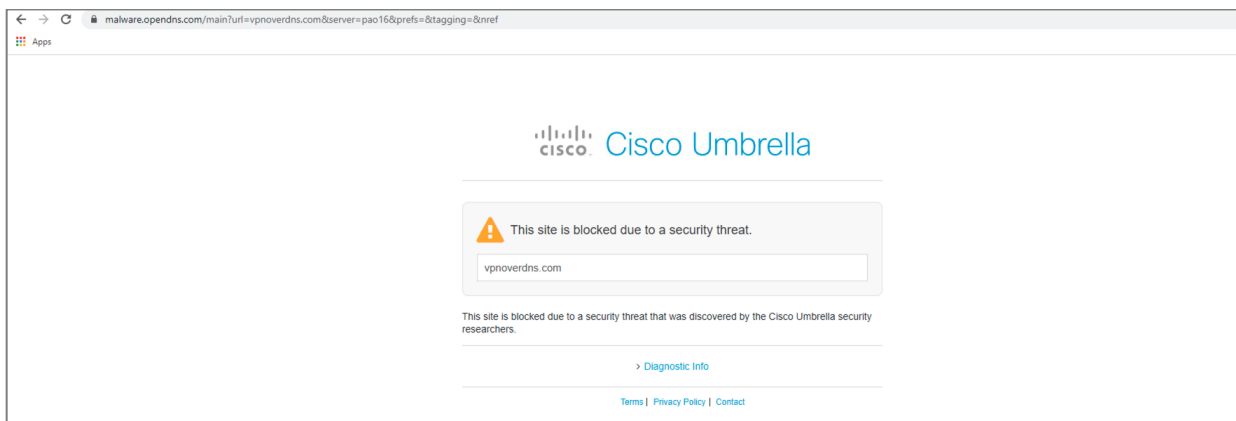 malware.opendns.com/main?url=vpnoverdns.com&server=pao16&prefs=&tagging=&nref
Apps
CISCO Cisco Umbrella
This site is blocked due to a security threat.
vpnoverdns.com
This site is blocked due to a security threat that was discovered by the Cisco Umbrella security
researchers.
> Diagnostic Info
Terms | Privacy Policy | Contact